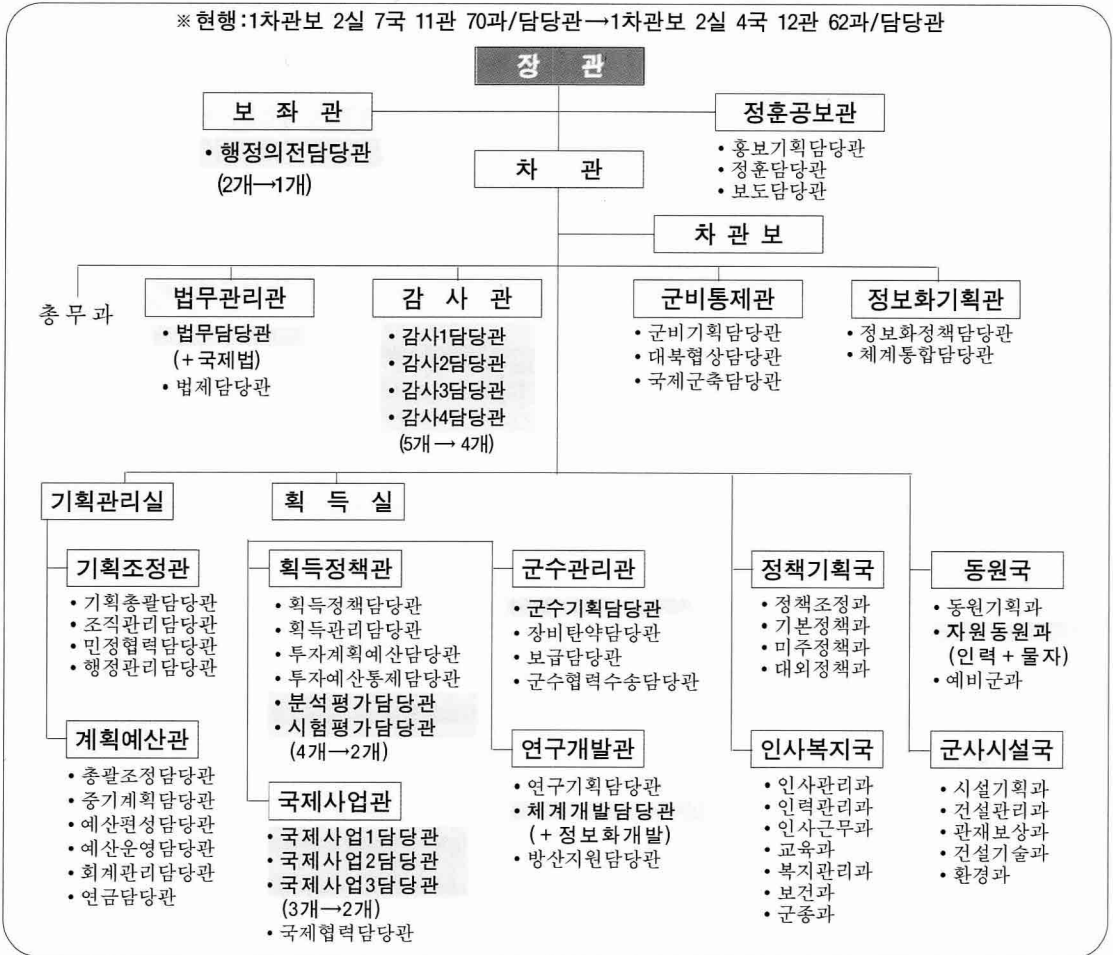 ※ 현행:1차관보 2실 7국 11관 70과/담당관→1차관보 2실 4국 12관 62과/담당관
장 관
보 좌 관
• 행정의전담당관
(2개→1개)
정훈공보관
• 홍보기획담당관
• 정훈담당관
• 보도담당관
차 관
차 관 보
총 무 과
법무관리관
• 법무담당관
(+국제법)
• 법제담당관
감 사 관
• 감사1담당관
• 감사2담당관
• 감사3담당관
• 감사4담당관
(5개→ 4개)
군비통제관
• 군비기획담당관
• 대북협상담당관
• 국제군축담당관
정보화기획관
• 정보화정책담당관
• 체계통합담당관
기획관리실
기획조정관
• 기획총괄담당관
• 조직관리담당관
• 민정협력담당관
• 행정관리담당관
계획예산관
• 총괄조정담당관
• 중기계획담당관
• 예산편성담당관
• 예산운영담당관
• 회계관리담당관
• 연금담당관
획 득 실
획득정책관
• 획득정책담당관
• 획득관리담당관
• 투자계획예산담당관
• 투자예산통제담당관
• 분석평가담당관
• 시험평가담당관
(4개→2개)
국제사업관
• 국제사업1담당관
• 국제사업2담당관
• 국제사업3담당관
(3개→2개)
• 국제협력담당관
군수관리관
• 군수기획담당관
• 장비탄약담당관
• 보급담당관
• 군수협력수송담당관
연구개발관
• 연구기획담당관
• 체계개발담당관
(+정보화개발)
• 방산지원담당관
정책기획국
• 정책조정과
• 기본정책과
• 미주정책과
• 대외정책과
인사복지국
• 인사관리과
• 인력관리과
• 인사근무과
• 교육과
• 복지관리과
• 보건과
• 군종과
동원국
• 동원기획과
• 자원동원과
(인력+물자)
• 예비군과
군사시설국
• 시설기획과
• 건설관리과
• 관재보상과
• 건설기술과
• 환경과